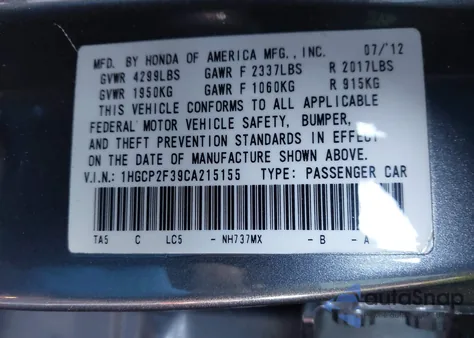 MFD. BY HONDA OF AMERICA MFG., INC. 07/'12
GVWR 4299LBS GAWR F 2337LBS R 2017LBS
GVWR 1950KG GAWR F 1060KG R 915KG
THIS VEHICLE CONFORMS TO ALL APPLICABLE
FEDERAL MOTOR VEHICLE SAFETY, BUMPER,
AND THEFT PREVENTION STANDARDS IN EFFECT
ON THE DATE OF MANUFACTURE SHOWN ABOVE.
V.I.N.: 1HGCP2F39CA215155 TYPE: PASSENGER CAR
TA5 C LC5 - NH737MX - B - A
autoSnap